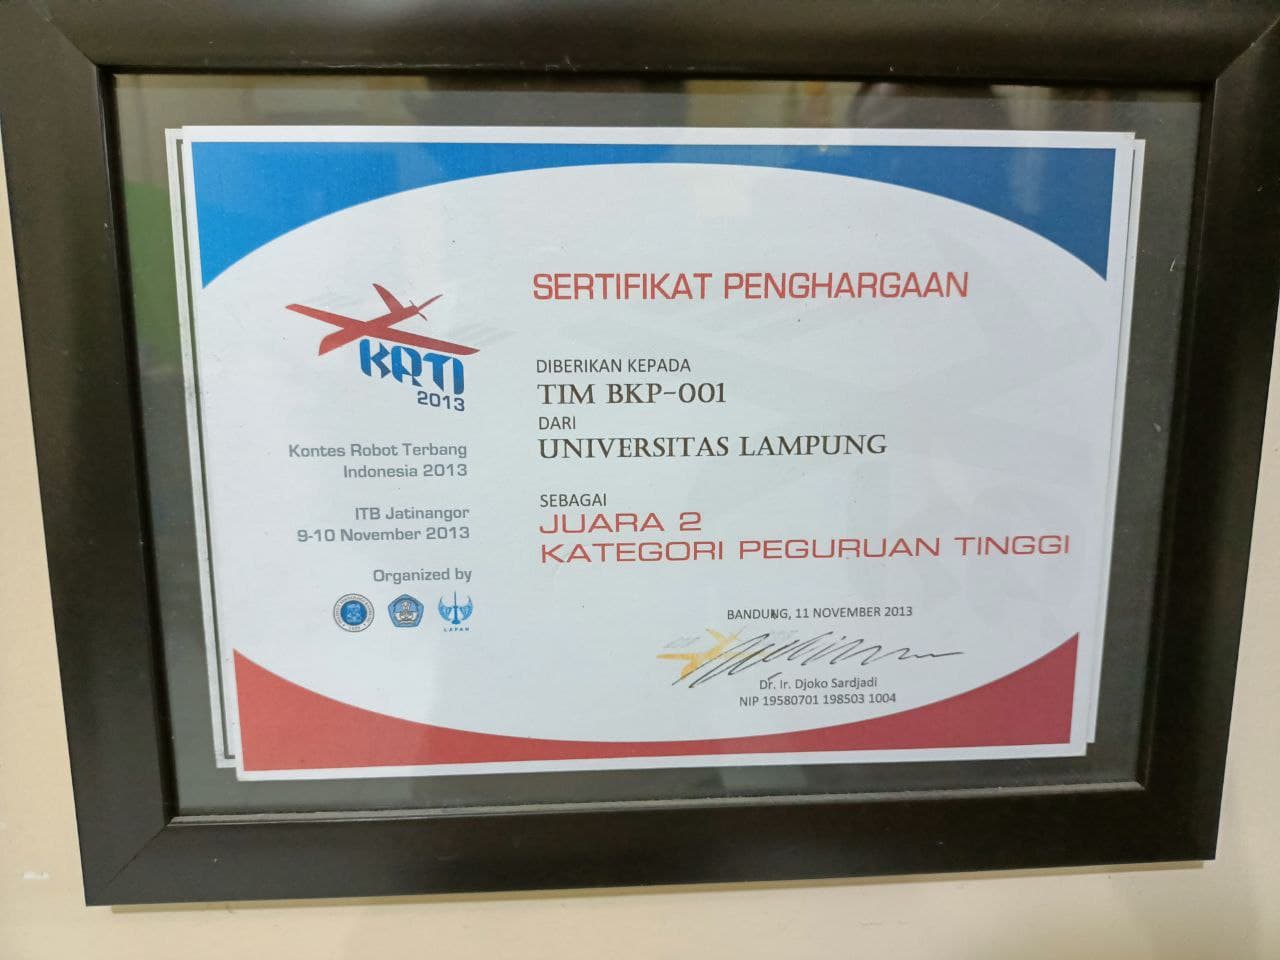 KRTI
2013
Kontes Robot Terbang
Indonesia 2013
ITB Jatinangor
9-10 November 2013
Organized by
LAPAN
SERTIFIKAT PENGHARGAAN
DIBERIKAN KEPADA
TIM BKP-001
DARI
UNIVERSITAS LAMPUNG
SEBAGAI
JUARA 2
KATEGORI PEGURUAN TINGGI
BANDUNG, 11 NOVEMBER 2013
Dr. Ir. Djoko Sardjadi
NIP 19580701 198503 1004